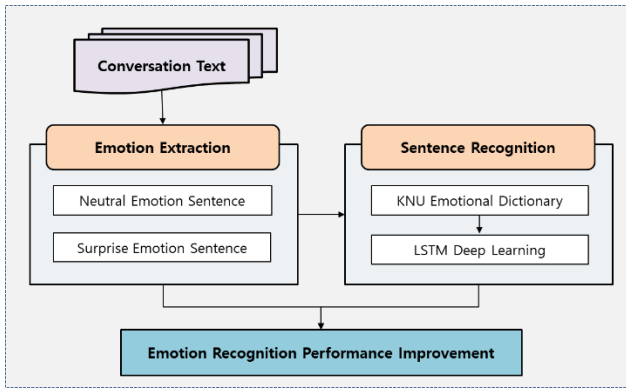 Conversation Text
Emotion Extraction
Neutral Emotion Sentence
Surprise Emotion Sentence
Sentence Recognition
KNU Emotional Dictionary
LSTM Deep Learning
Emotion Recognition Performance Improvement